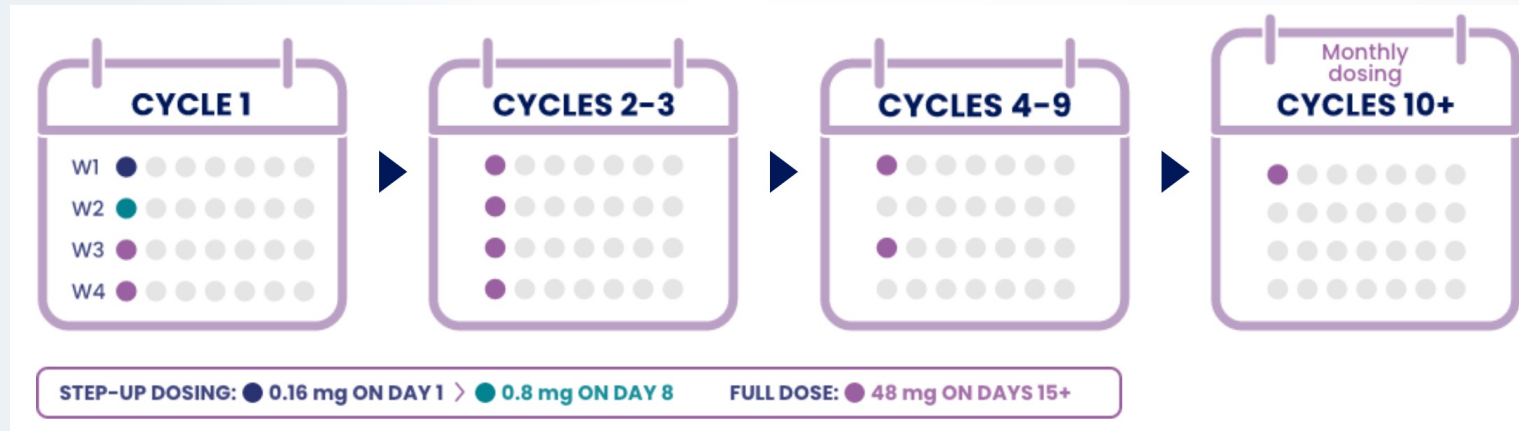 CYCLE 1
W1
W2
W3
W4
CYCLES 2-3
CYCLES 4-9
Monthly
dosing
CYCLES 10+
STEP-UP DOSING: 0.16 mg ON DAY 1 > 0.8 mg ON DAY 8 FULL DOSE: 48 mg ON DAYS 15+